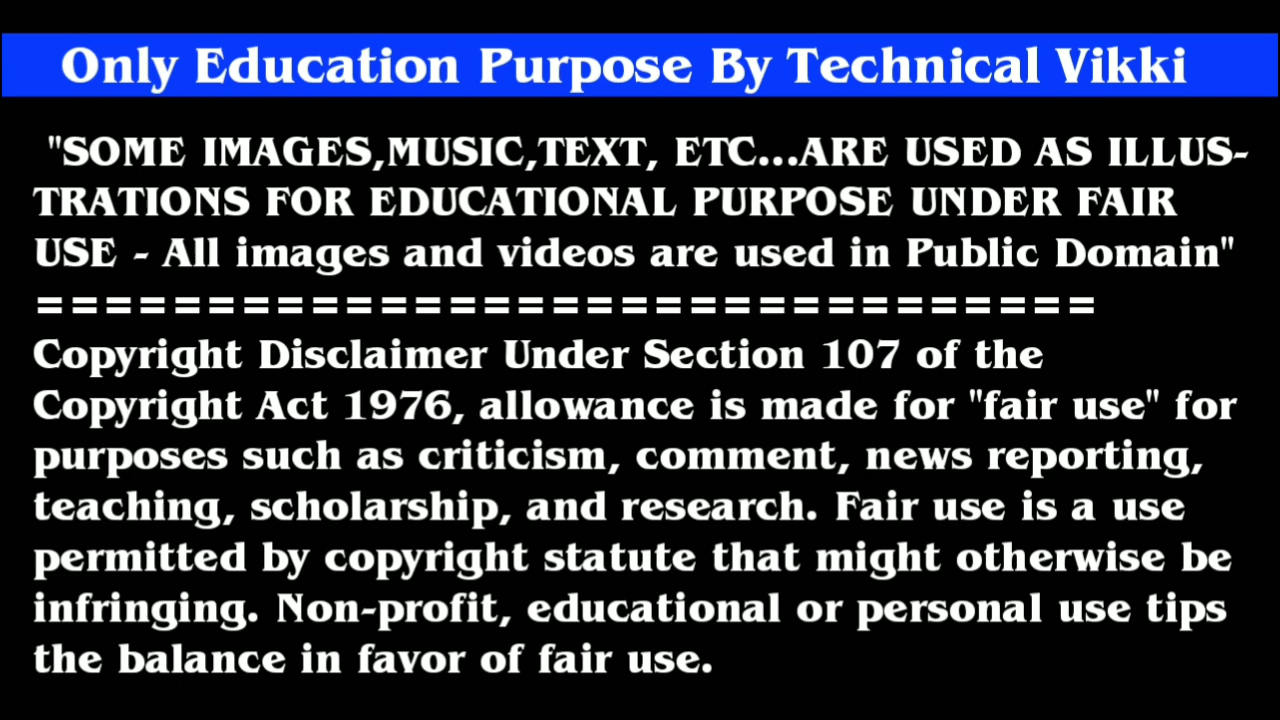 Only Education Purpose By Technical Vikki
"SOME IMAGES,MUSIC,TEXT, ETC...ARE USED AS ILLUS-
TRATIONS FOR EDUCATIONAL PURPOSE UNDER FAIR
USE - All images and videos are used in Public Domain"
===============================
Copyright Disclaimer Under Section 107 of the
Copyright Act 1976, allowance is made for "fair use" for
purposes such as criticism, comment, news reporting,
teaching, scholarship, and research. Fair use is a use
permitted by copyright statute that might otherwise be
infringing. Non-profit, educational or personal use tips
the balance in favor of fair use.